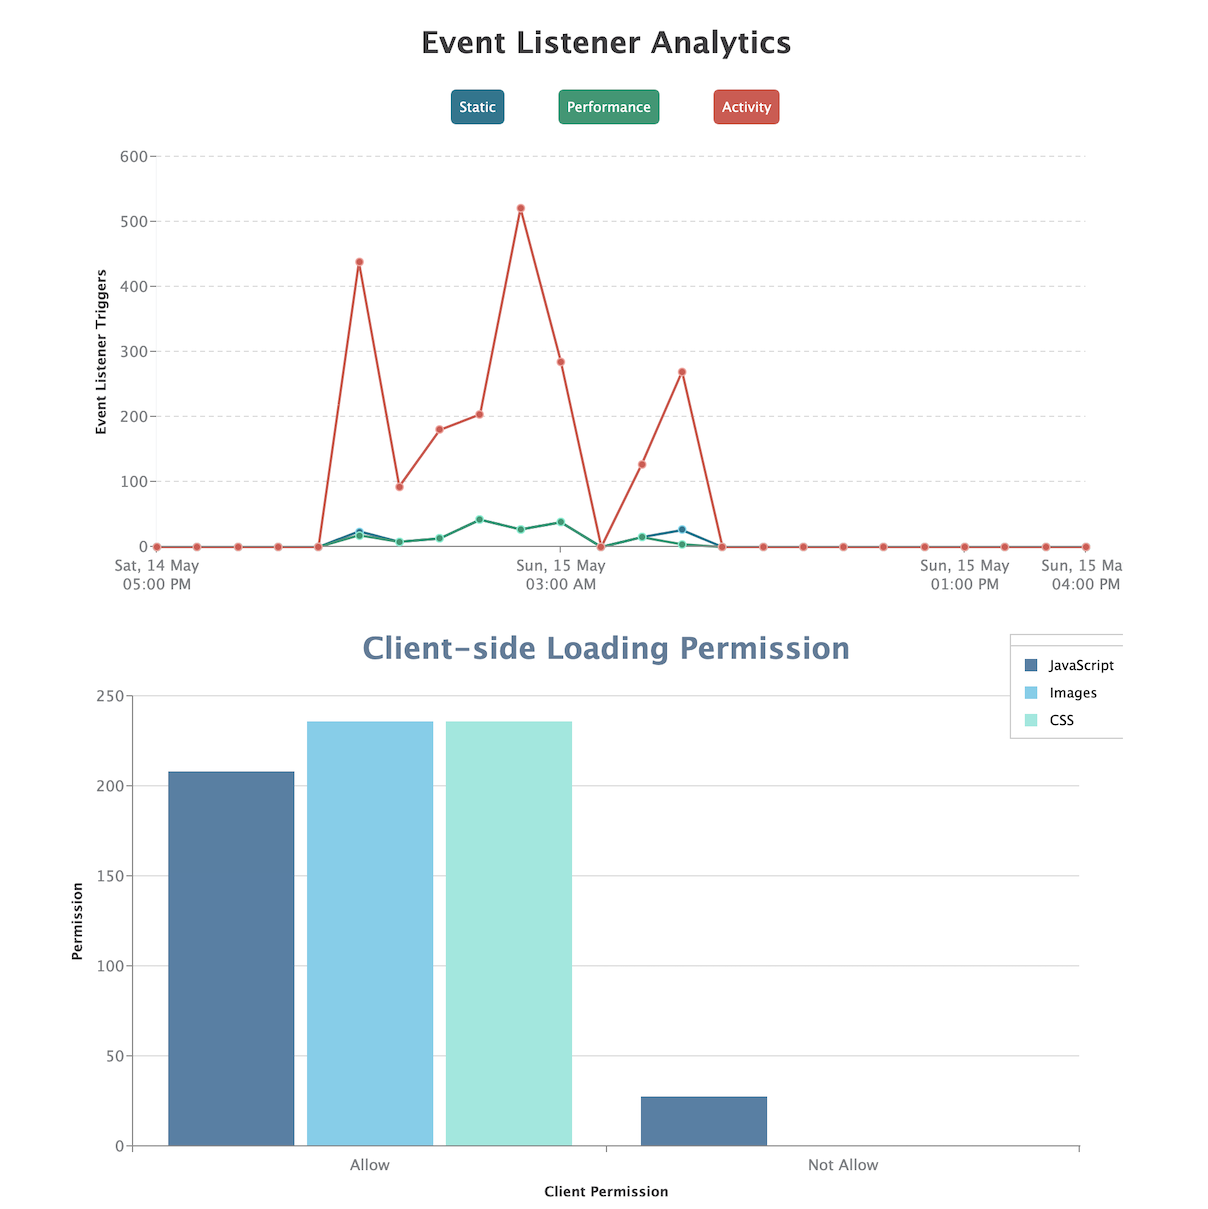 Event Listener Analytics
Static
Performance
Activity
600
500
400
300
200
100
0
Event Listener Triggers
Sat, 14 May
05:00 PM
Sun, 15 May
03:00 AM
Sun, 15 May
01:00 PM
Sun, 15 Ma
04:00 PM
Client-side Loading Permission
JavaScript
Images
CSS
250
200
150
100
50
0
Permission
Allow
Not Allow
Client Permission